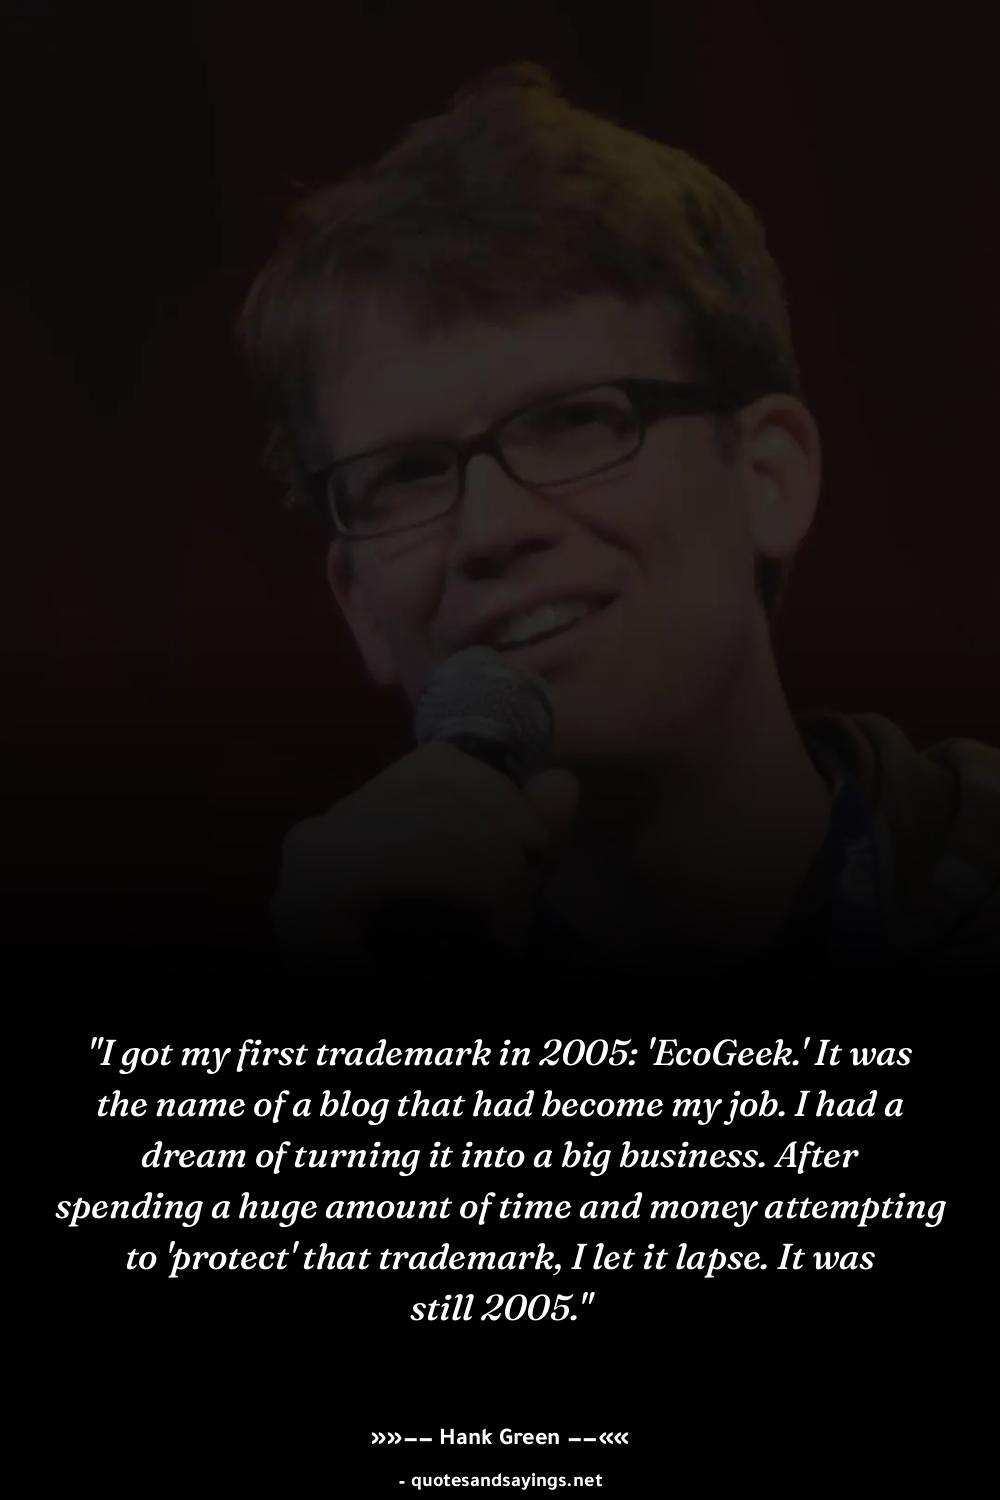 "I got my first trademark in 2005: 'EcoGeek.' It was
the name of a blog that had become my job. I had a
dream of turning it into a big business. After
spending a huge amount of time and money attempting
to 'protect' that trademark, I let it lapse. It was
still 2005."
»»−− Hank Green −−««
- quotesandsayings.net